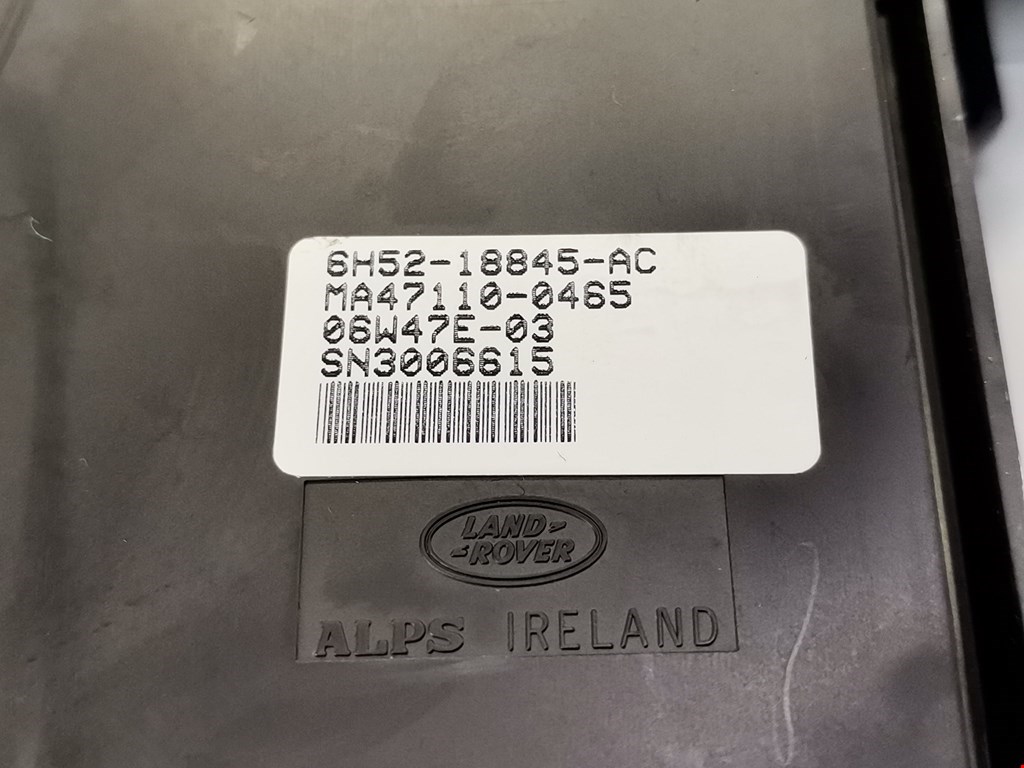 6H52-18845-AC
MA47110-0465
06W47E-03
SN3006615
LAND-
-ROVER
ALPS IRELAND